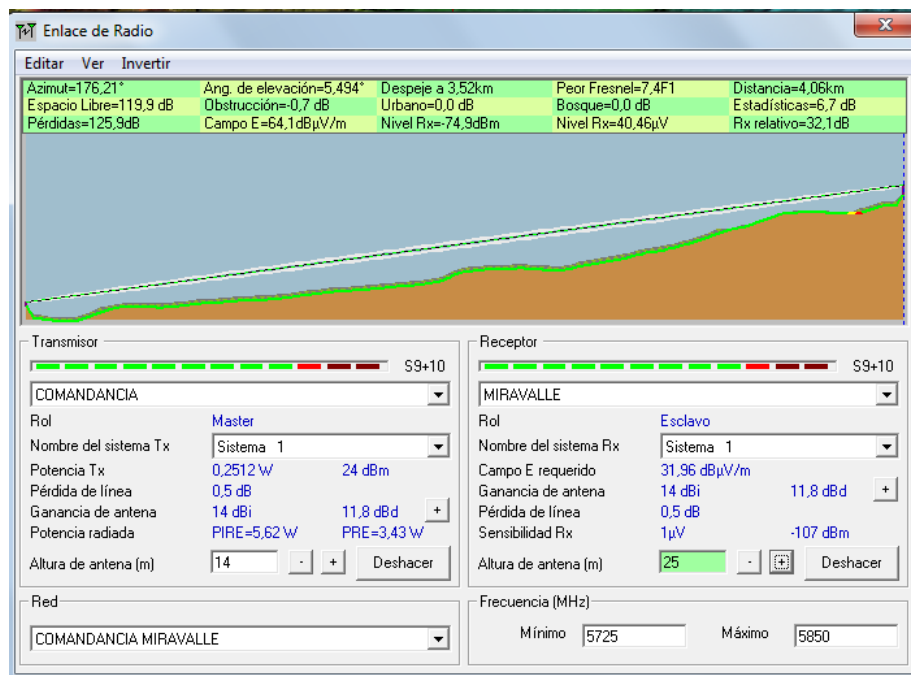 Enlace de Radio
Editar Ver Invertir
Azimut=176,21° Ang. de elevación=5,494° Despeje a 3,52km Peor Fresnel=7,4F1 Distancia=4,06km
Espacio Libre=119,9 dB Obstrucción=-0,7 dB Urbano=0,0 dB Bosque=0,0 dB Estadísticas=6,7 dB
Pérdidas=125,9dB Campo E=64,1dBµV/m Nivel Rx=-74,9dBm Nivel Rx=40,46µV Rx relativo=32,1dB
Transmisor
S9+10
COMANDANCIA
Rol Master
Nombre del sistema Tx Sistema 1
Potencia Tx 0,2512 W 24 dBm
Pérdida de línea 0,5 dB
Ganancia de antena 14 dBi 11,8 dBd +
Potencia radiada PIRE=5,62 W PRE=3,43 W
Altura de antena (m) 14 - + Deshacer
Receptor
S9+10
MIRAVALLE
Rol Esclavo
Nombre del sistema Rx Sistema 1
Campo E requerido 31,96 dBµV/m
Ganancia de antena 14 dBi 11,8 dBd +
Pérdida de línea 0,5 dB
Sensibilidad Rx 1µV -107 dBm
Altura de antena (m) 25 - + Deshacer
Red
COMANDANCIA MIRAVALLE
Frecuencia (MHz)
Mínimo 5725 Máximo 5850